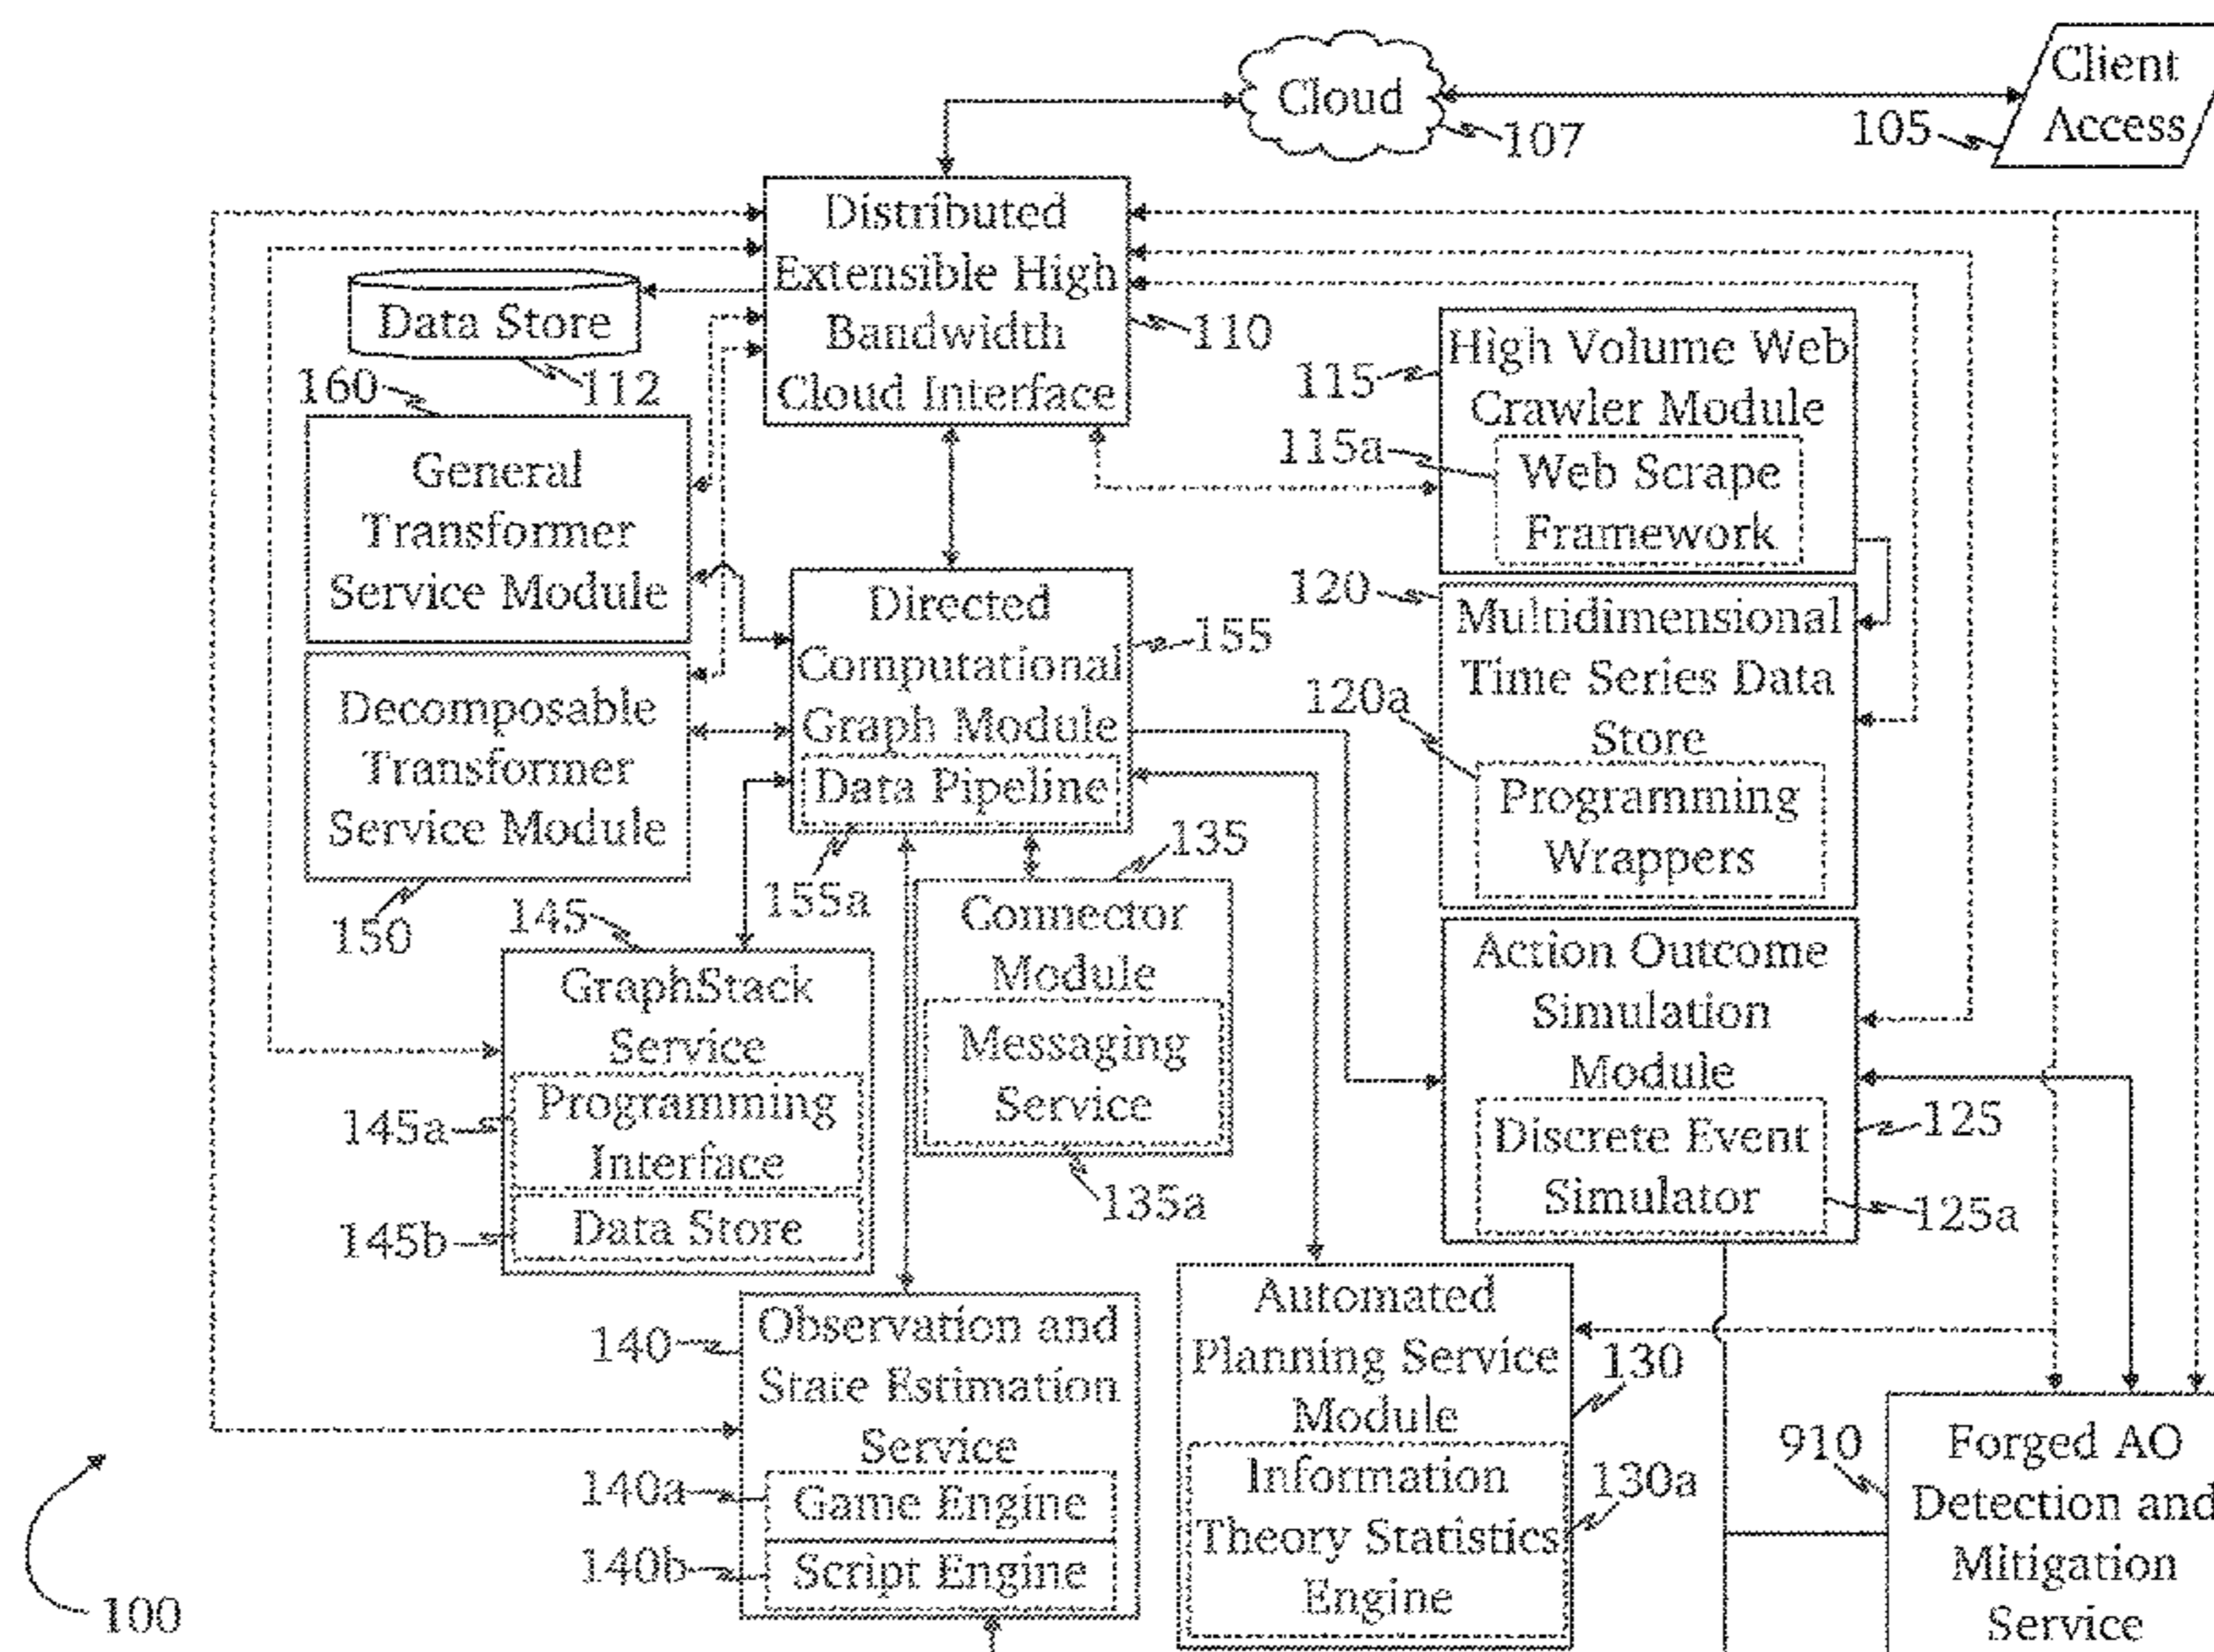 Client
Access
105
Cloud
107
Distributed
Extensible High
Bandwidth
Cloud Interface
110
Data Store
112
160
General
Transformer
Service Module
Decomposable
Transformer
Service Module
150
Directed
Computational
Graph Module
Data Pipeline
155
155a
115
High Volume Web
Crawler Module
115a
Web Scrape
Framework
120
Multidimensional
Time Series Data
Store
120a
Programming
Wrappers
135
Connector
Module
Messaging
Service
135a
145
GraphStack
Service
145a
Programming
Interface
145b
Data Store
Action Outcome
Simulation
Module
125
Discrete Event
Simulator
125a
140
Observation and
State Estimation
Service
140a
Game Engine
140b
Script Engine
Automated
Planning Service
Module
130
Information
Theory Statistics
Engine
130a
910
Forged AO
Detection and
Mitigation
Service
100